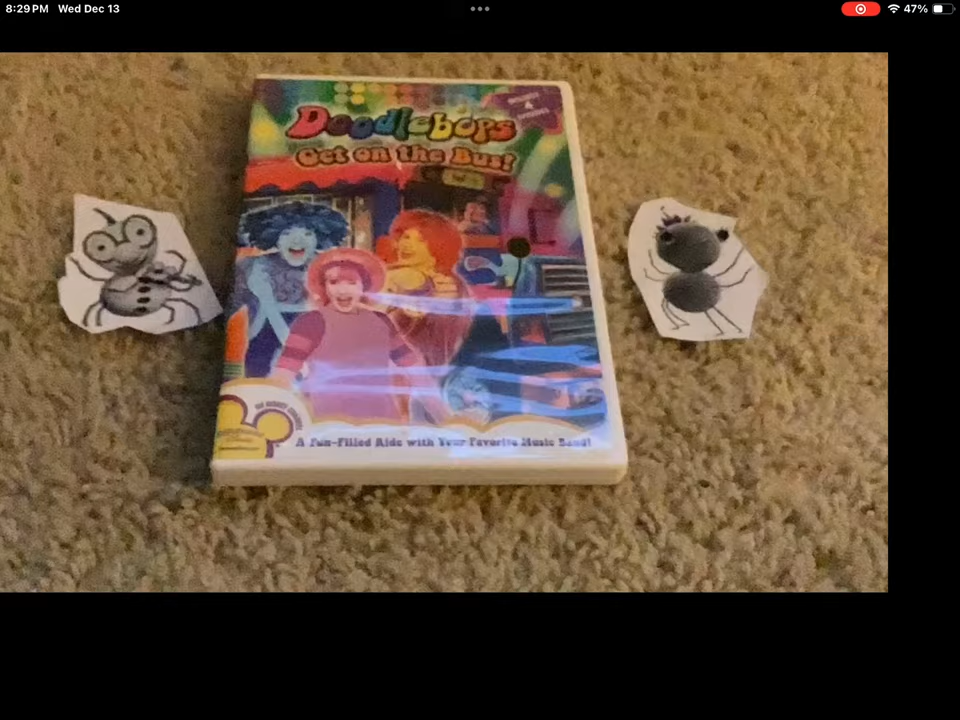 8:29 PM Wed Dec 13
47%
Doodlebops
Get on the Bus!
A Fun-Filled Ride with Your Favorite Music Band!